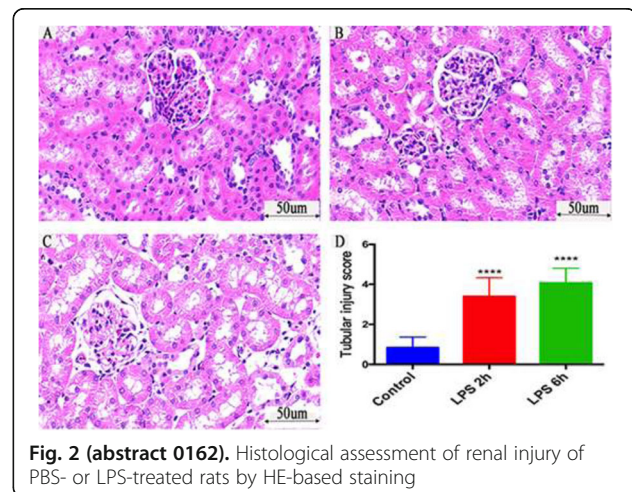 A
B
50um
50um
C
50um
D
Tubular injury score
6
4
2
0
****
****
Control
LPS 2h
LPS 6h
Fig. 2 (abstract 0162). Histological assessment of renal injury of
PBS- or LPS-treated rats by HE-based staining